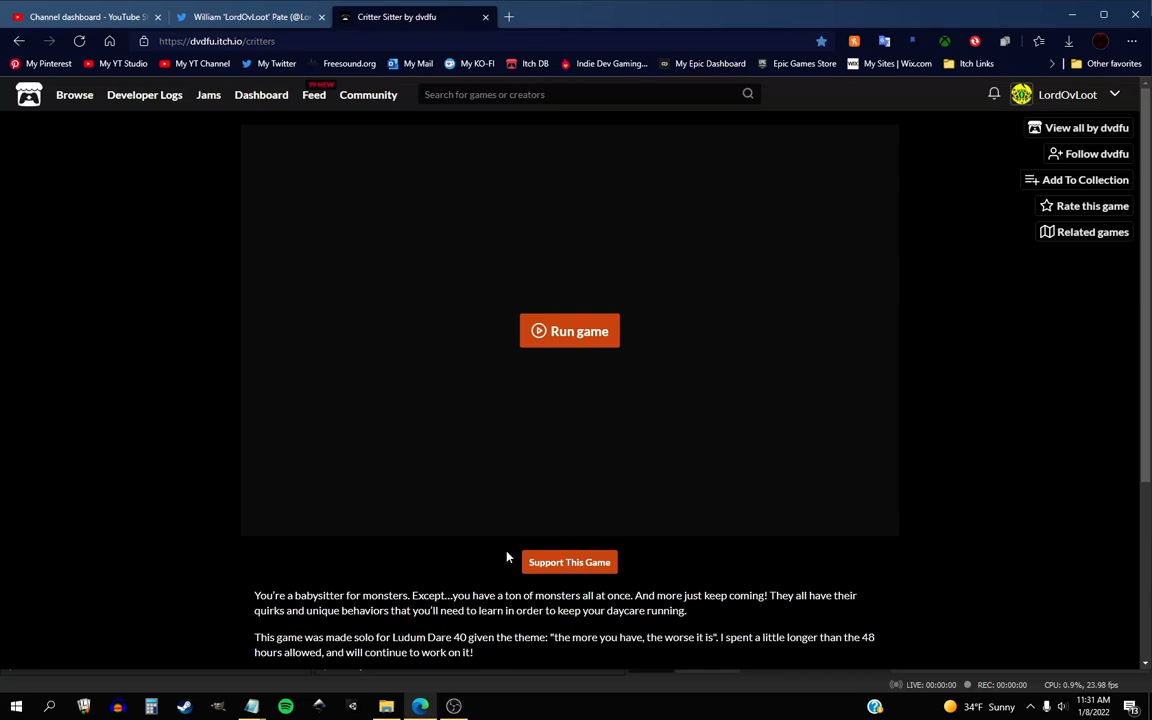 Channel dashboard - YouTube St
William 'LordOvLoot' Pate (@Lor
Critter Sitter by dvdfu
https://dvdfu.itch.io/critters
My Pinterest
My YT Studio
My YT Channel
My Twitter
Freesound.org
My Mail
My KO-FI
Itch DB
Indie Dev Gaming...
My Epic Dashboard
Epic Games Store
My Sites | Wix.com
Itch Links
Other favorites
99 NEW
Browse
Developer Logs
Jams
Dashboard
Feed
Community
Search for games or creators
LordOvLoot
View all by dvdfu
Follow dvdfu
Add To Collection
Rate this game
Related games
Run game
Support This Game
You're a babysitter for monsters. Except...you have a ton of monsters all at once. And more just keep coming! They all have their
quirks and unique behaviors that you'll need to learn in order to keep your daycare running.
This game was made solo for Ludum Dare 40 given the theme: "the more you have, the worse it is". I spent a little longer than the 48
hours allowed, and will continue to work on it!
LIVE: 00:00:00
REC: 00:00:00
CPU: 0.9%, 23.98 fps
34°F Sunny
11:31 AM
1/8/2022
13